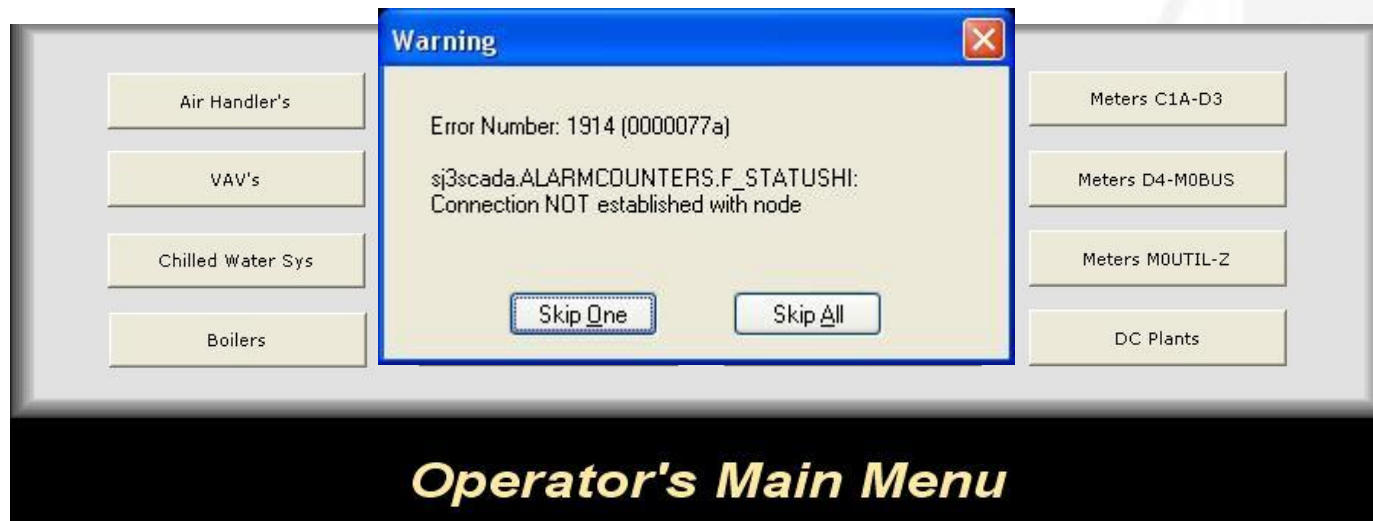 Warning
Error Number: 1914 (0000077a)
sj3scada.ALARMCOUNTERS.F_STATUSHI:
Connection NOT established with node
Skip One
Skip All
Air Handler's
VAV's
Chilled Water Sys
Boilers
Meters C1A-D3
Meters D4-M0BUS
Meters M0UTIL-Z
DC Plants
Operator's Main Menu